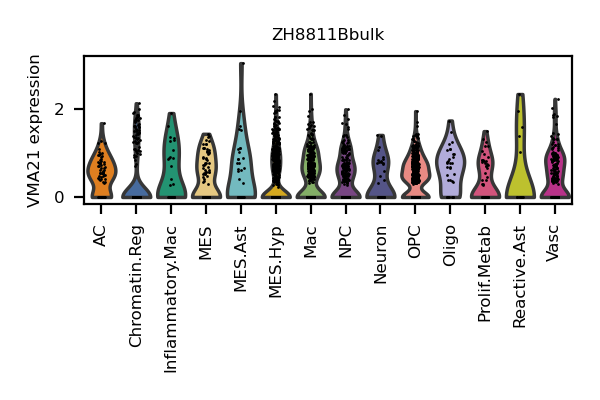 ZH8811Bbulk
VMA21 expression
2
0
AC
Chromatin.Reg
Inflammatory.Mac
MES
MES.Ast
MES.Hyp
Mac
NPC
Neuron
OPC
Oligo
Prolif.Metab
Reactive.Ast
Vasc